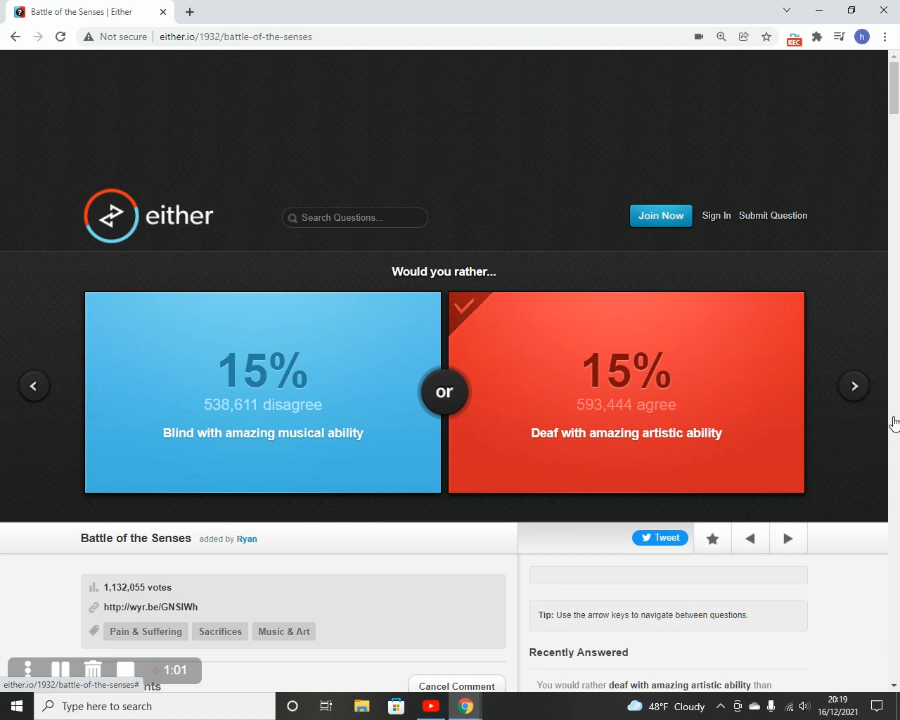 Battle of the Senses | Either
Not secure | either.io/1932/battle-of-the-senses
REC
h
either
Search Questions...
Join Now Sign In Submit Question
Would you rather...
15%
538,611 disagree
Blind with amazing musical ability
or
15%
593,444 agree
Deaf with amazing artistic ability
Battle of the Senses added by Ryan
Tweet
1,132,055 votes
http://wyr.be/GNSIWh
Pain & Suffering Sacrifices Music & Art
Tip: Use the arrow keys to navigate between questions.
Recently Answered
You would rather deaf with amazing artistic ability than
1:01
either.io/1932/battle-of-the-senses#
nts
Cancel Comment
Type here to search
48°F Cloudy
20:19
16/12/2021